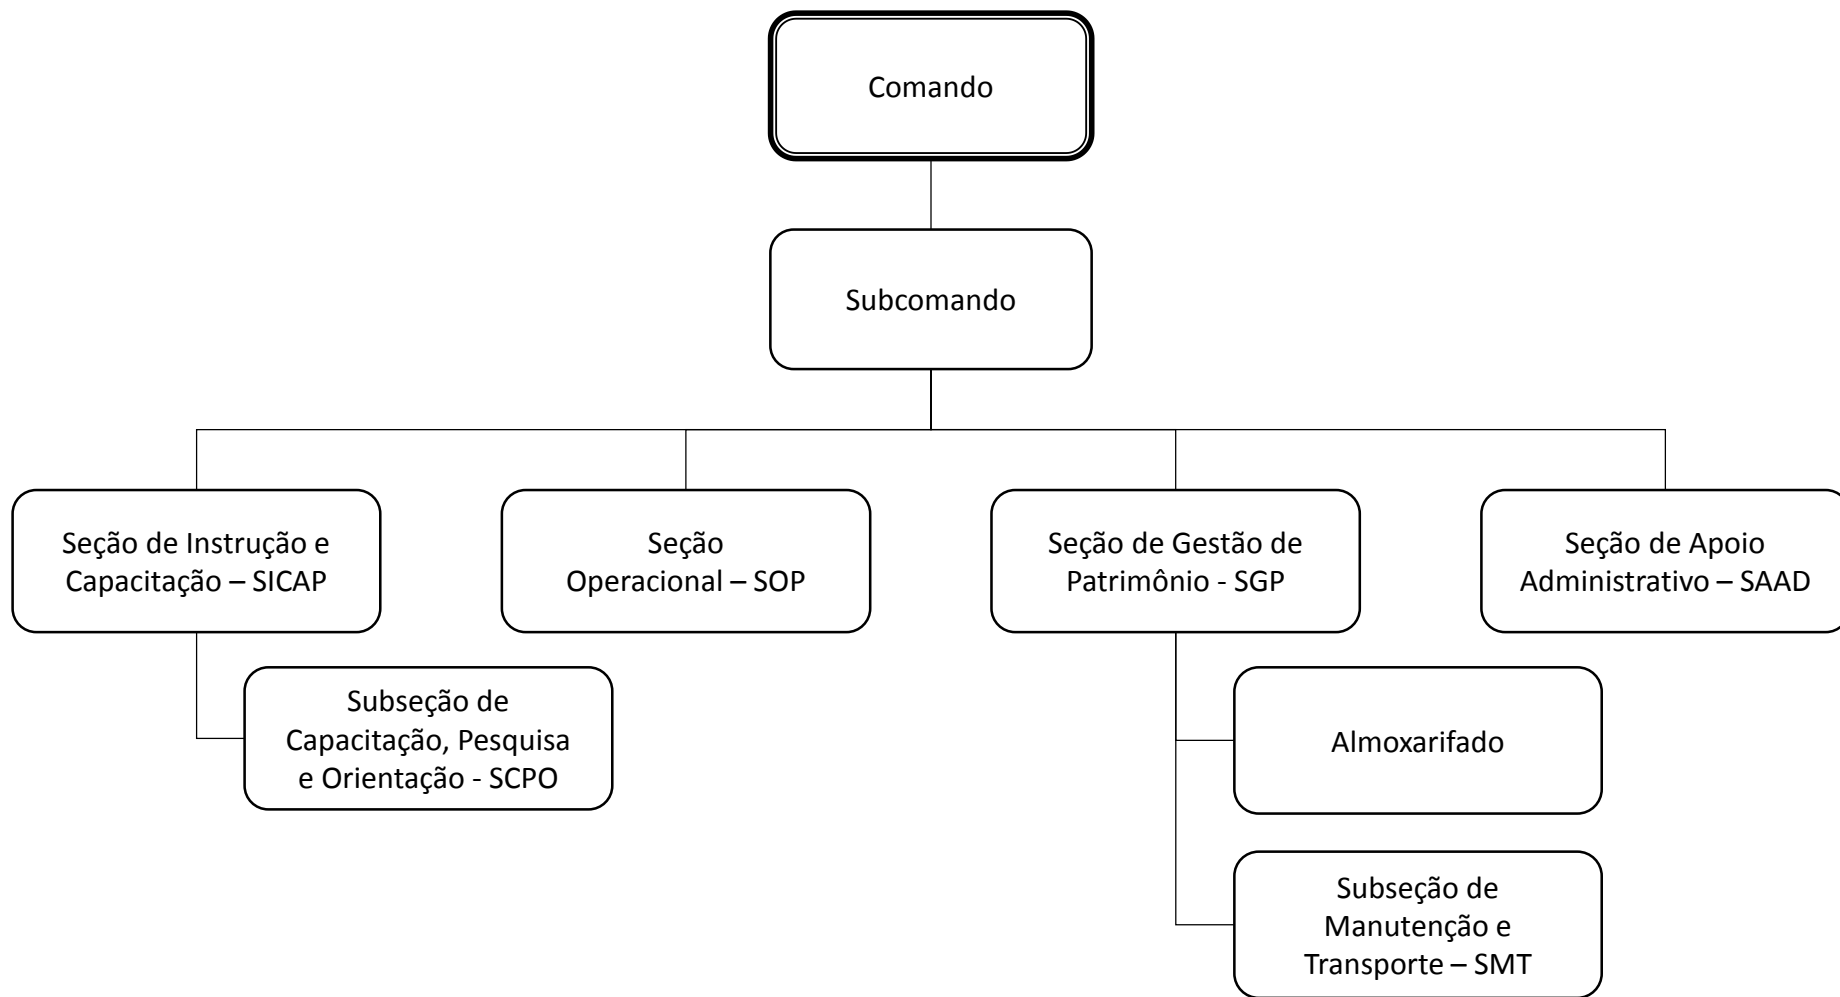 Comando
Subcomando
Seção de Instrução e
Capacitação – SICAP
Seção
Operacional – SOP
Seção de Gestão de
Patrimônio - SGP
Seção de Apoio
Administrativo – SAAD
Subseção de
Capacitação, Pesquisa
e Orientação - SCPO
Almoxarifado
Subseção de
Manutenção e
Transporte – SMT